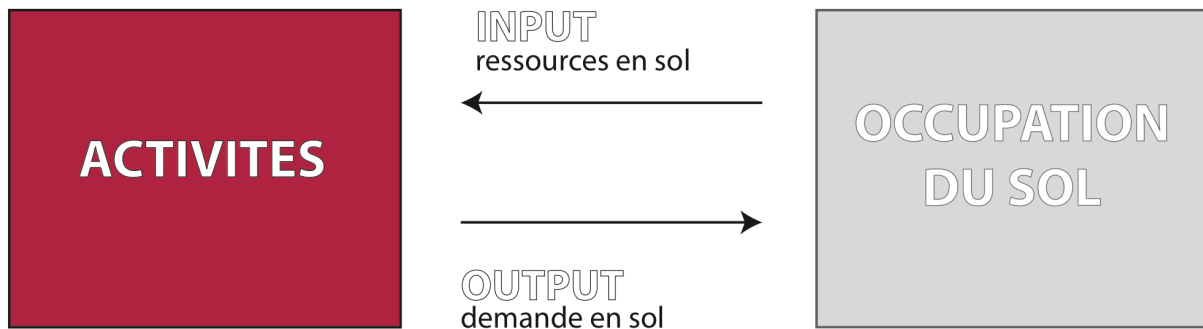 ACTIVITES
INPUT
ressources en sol
OUTPUT
demande en sol
OCCUPATION
DU SOL